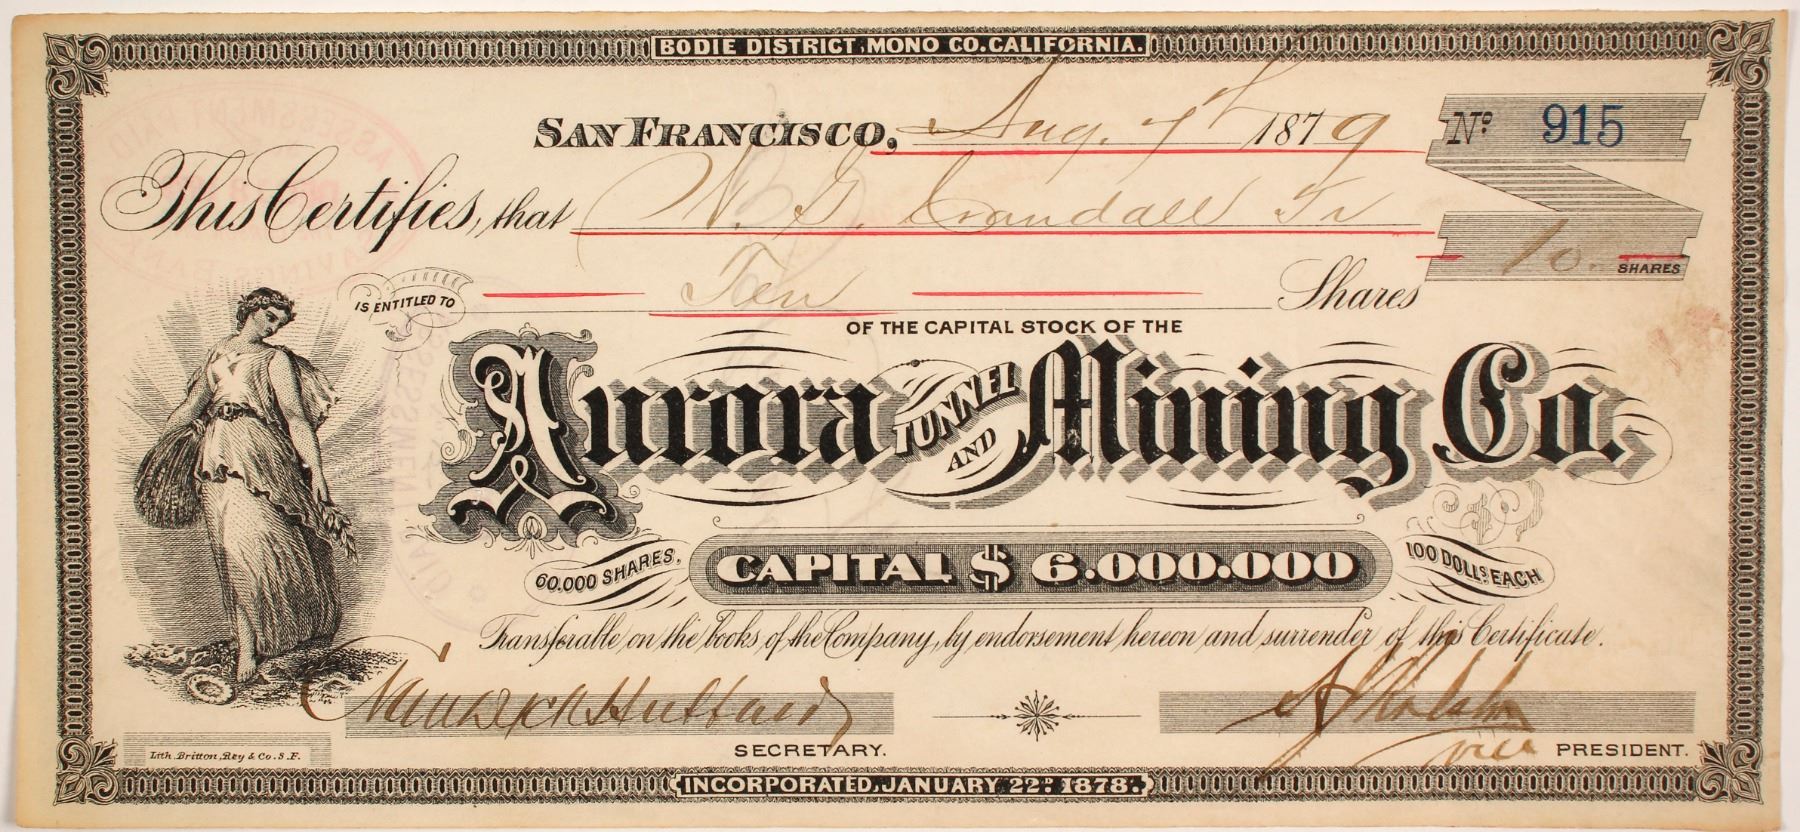 BODIE DISTRICT, MONO CO. CALIFORNIA.
SAN FRANCISCO, Aug. 7th 1879
No. 915
This Certifies, that W. G. Crandall Tr
10 SHARES
IS ENTITLED TO Ten Shares
OF THE CAPITAL STOCK OF THE
Aurora TUNNEL AND Mining Co.
60,000 SHARES. CAPITAL $ 6.000.000 100 DOLLS EACH
Transferable on the books of the Company, by endorsement hereon and surrender of this Certificate.
SECRETARY.
vice PRESIDENT.
Lith. Britton, Rey & Co. S.F.
INCORPORATED, JANUARY 22D 1878.